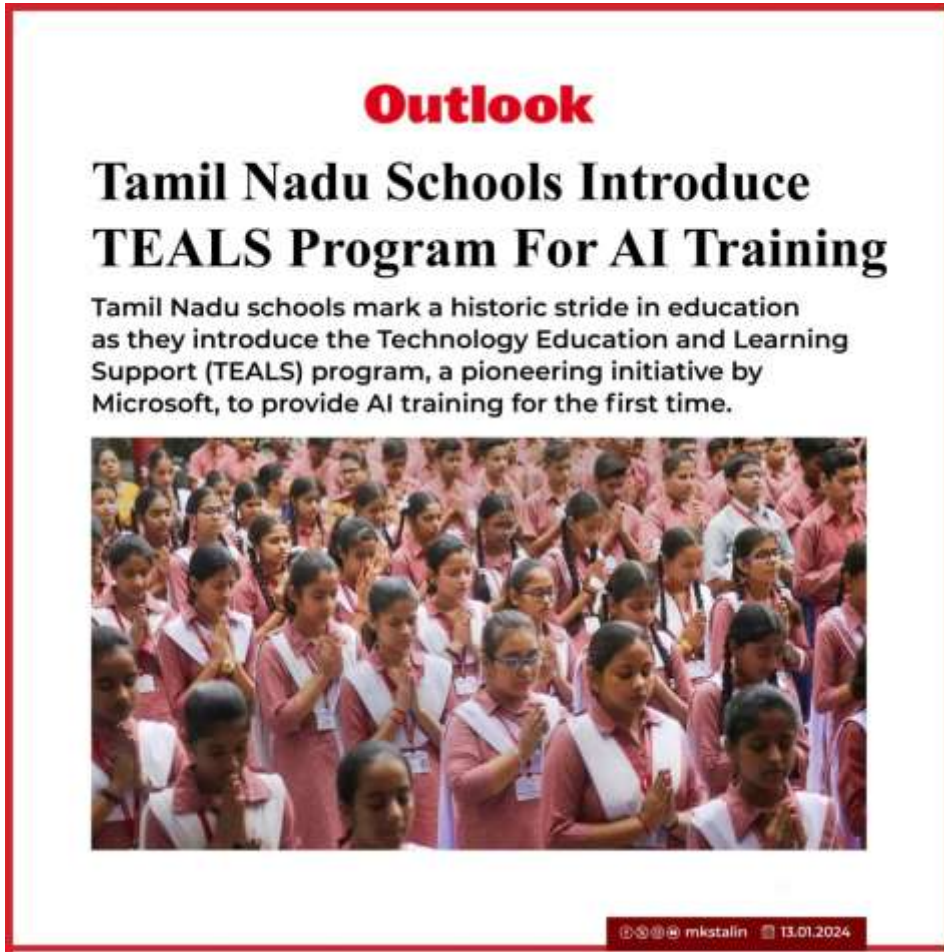 Outlook
Tamil Nadu Schools Introduce
TEALS Program For AI Training
Tamil Nadu schools mark a historic stride in education
as they introduce the Technology Education and Learning
Support (TEALS) program, a pioneering initiative by
Microsoft, to provide AI training for the first time.
mkstalin 13.01.2024